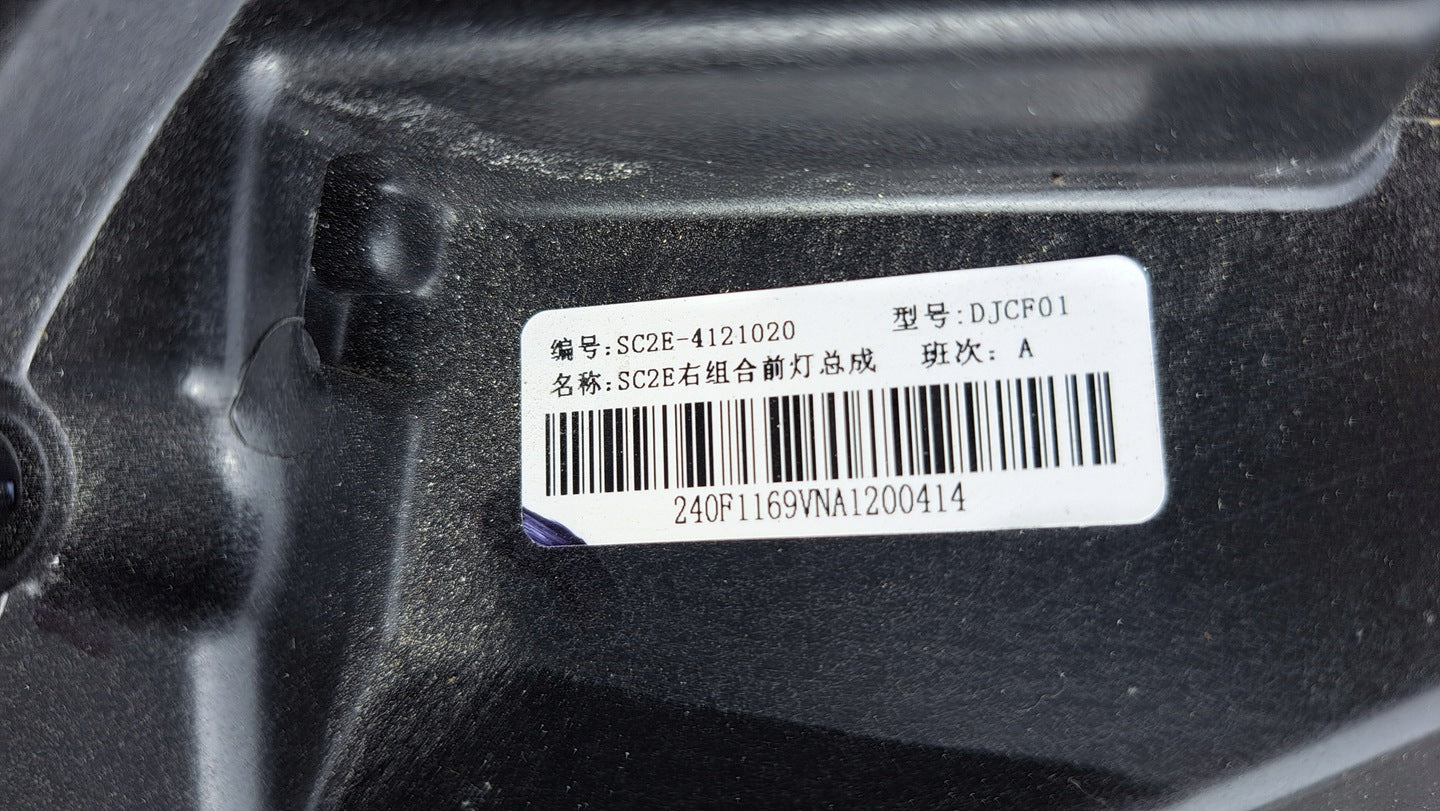 编号:SC2E-4121020 型号:DJCF01
名称:SC2E右组合前灯总成 班次: A
240F1169VNA1200414